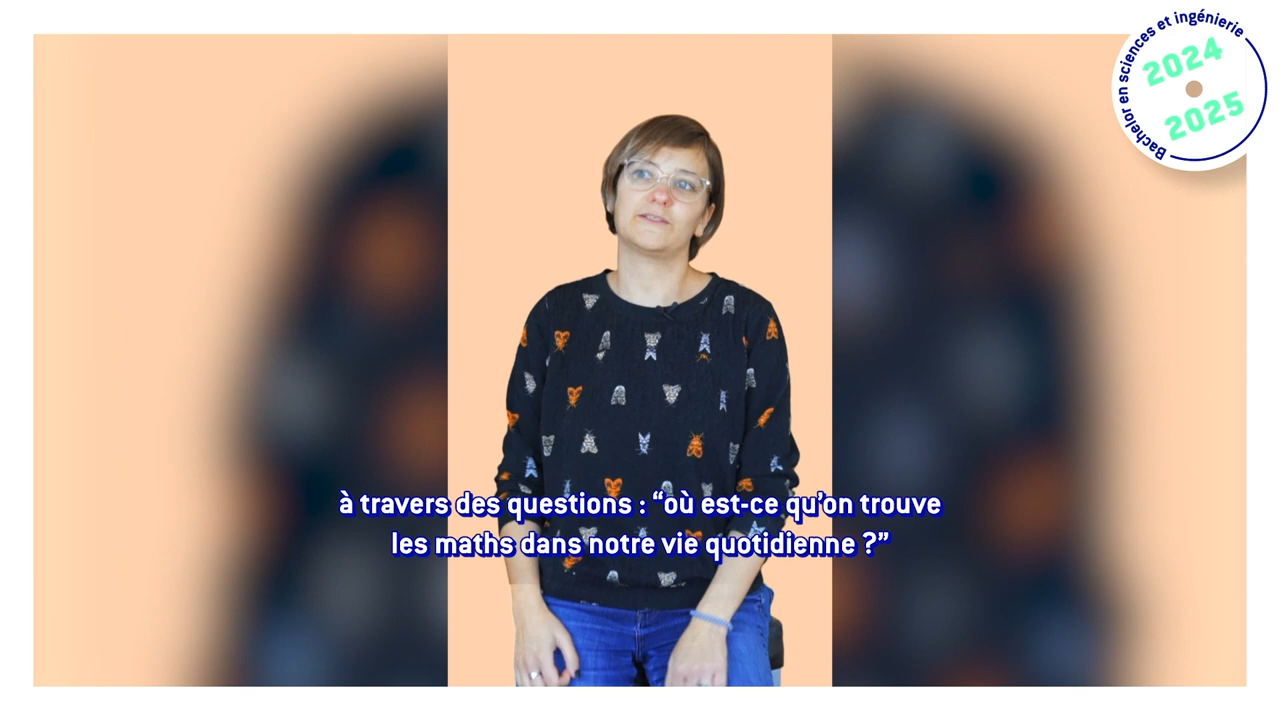 Bachelor en sciences et ingénierie
2024
2025
à travers des questions : “où est-ce qu’on trouve
les maths dans notre vie quotidienne ?”